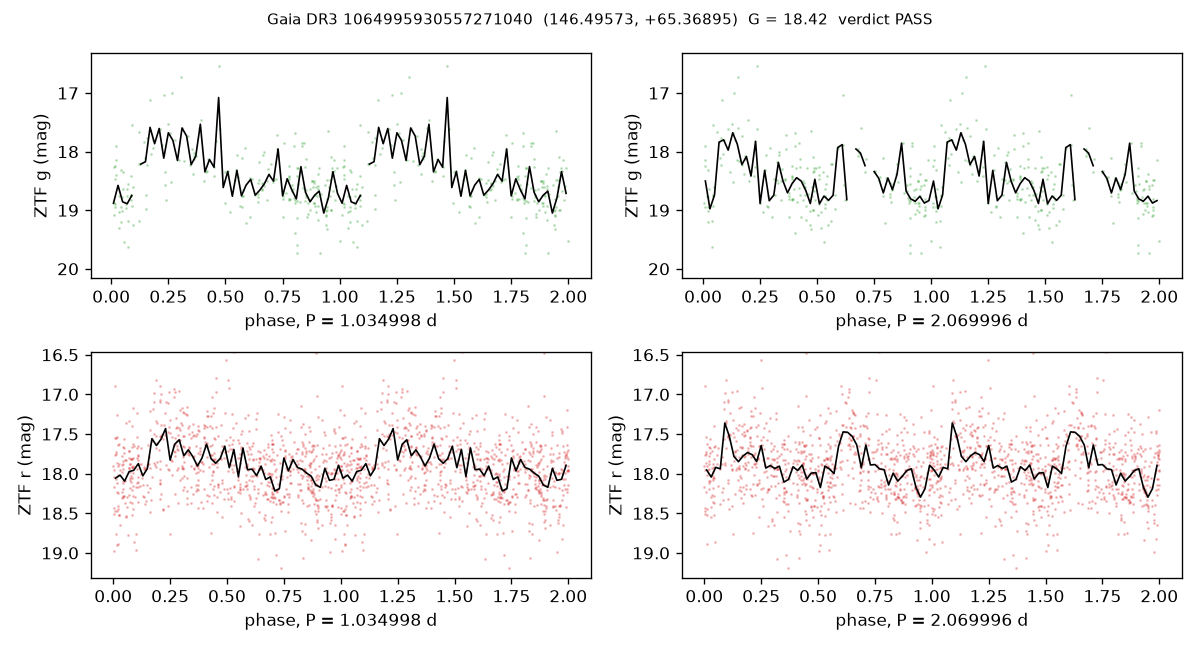 Gaia DR3 1064995930557271040 (146.49573, +65.36895) G = 18.42 verdict PASS
ZTF g (mag)
17
18
19
20
0.00 0.25 0.50 0.75 1.00 1.25 1.50 1.75 2.00
phase, P = 1.034998 d
ZTF g (mag)
17
18
19
20
0.00 0.25 0.50 0.75 1.00 1.25 1.50 1.75 2.00
phase, P = 2.069996 d
ZTF r (mag)
16.5
17.0
17.5
18.0
18.5
19.0
0.00 0.25 0.50 0.75 1.00 1.25 1.50 1.75 2.00
phase, P = 1.034998 d
ZTF r (mag)
16.5
17.0
17.5
18.0
18.5
19.0
0.00 0.25 0.50 0.75 1.00 1.25 1.50 1.75 2.00
phase, P = 2.069996 d